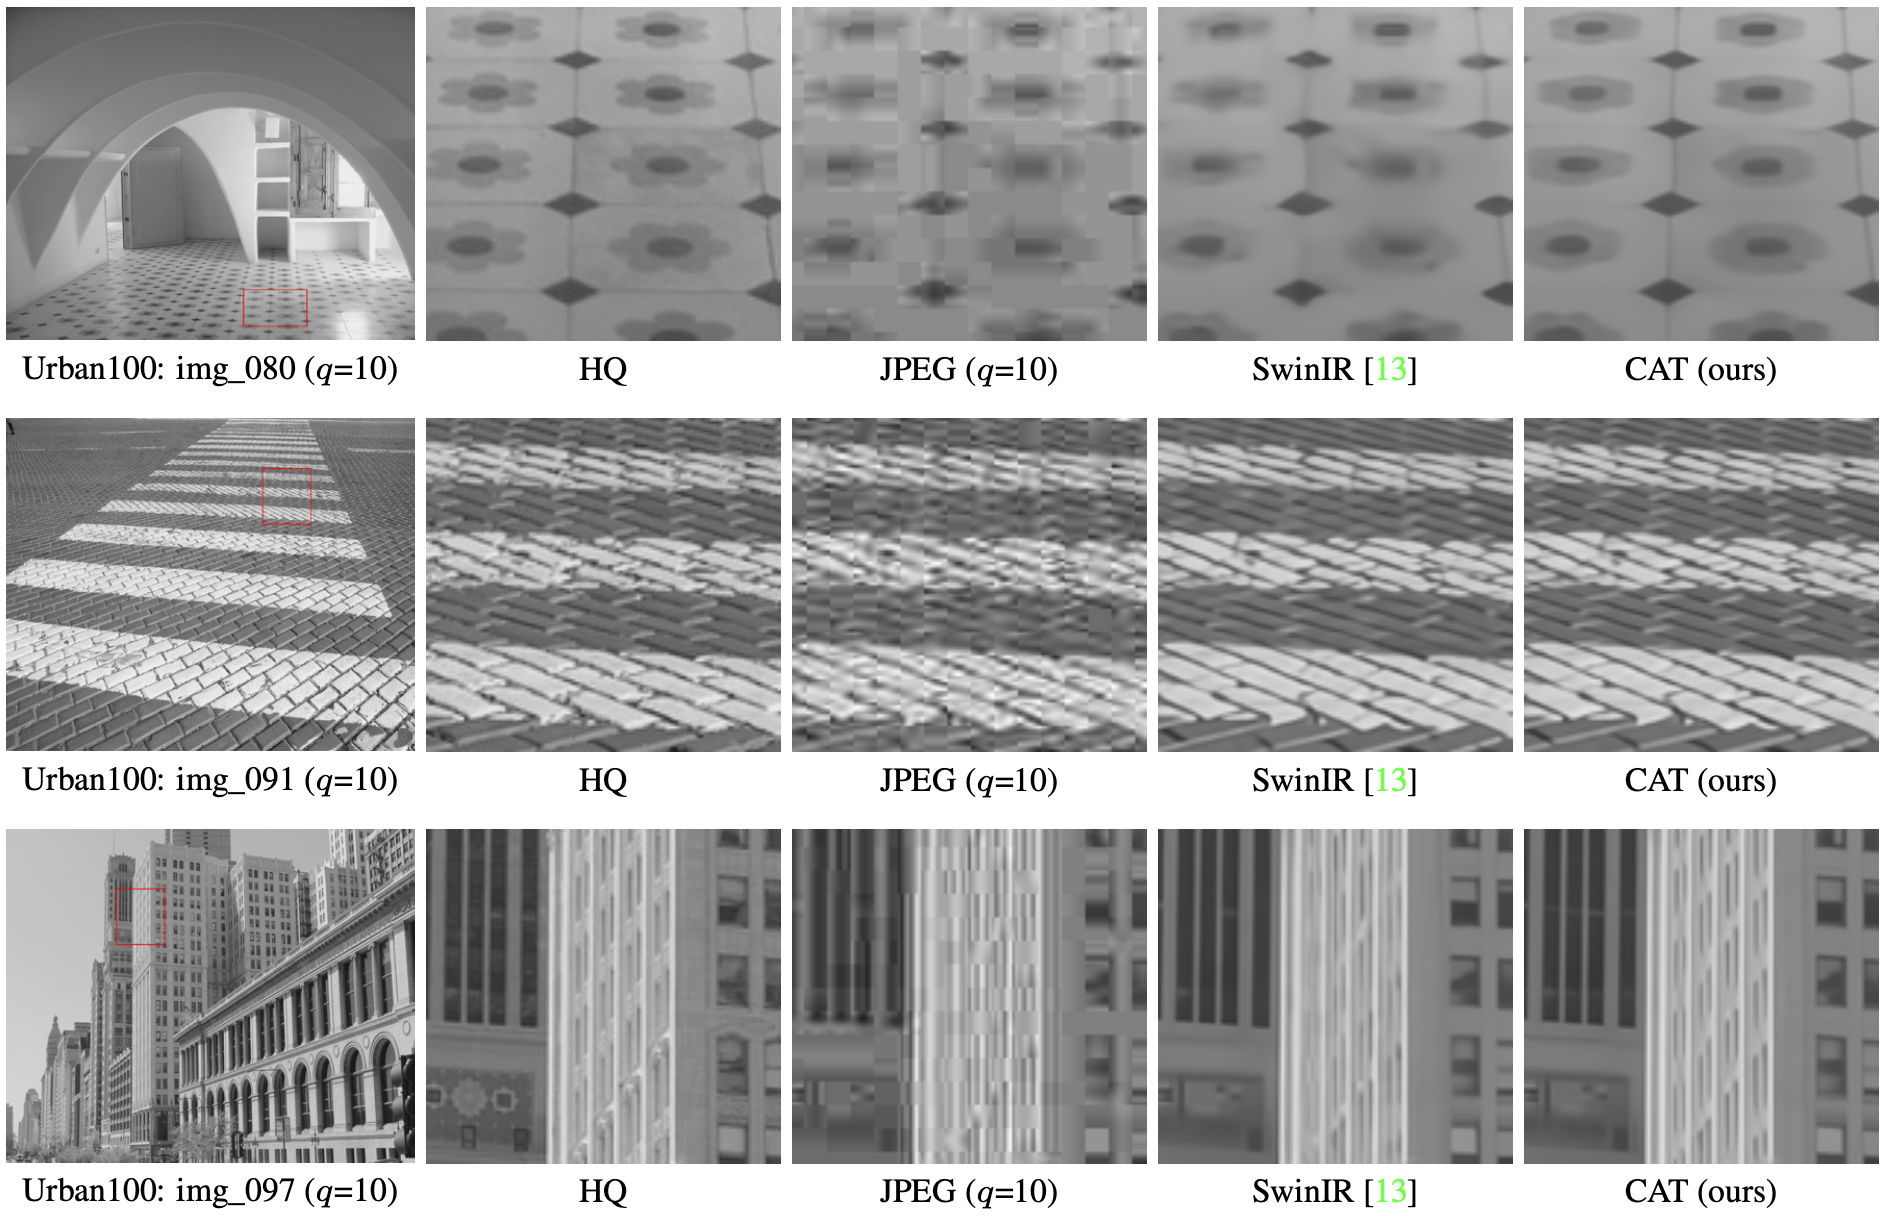 Urban100: img_080 (q=10) HQ JPEG (q=10) SwinIR [13] CAT (ours)
Urban100: img_091 (q=10) HQ JPEG (q=10) SwinIR [13] CAT (ours)
Urban100: img_097 (q=10) HQ JPEG (q=10) SwinIR [13] CAT (ours)